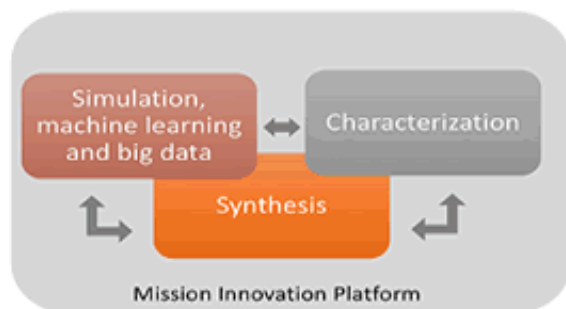 Simulation,
machine learning
and big data
Characterization
Synthesis
Mission Innovation Platform